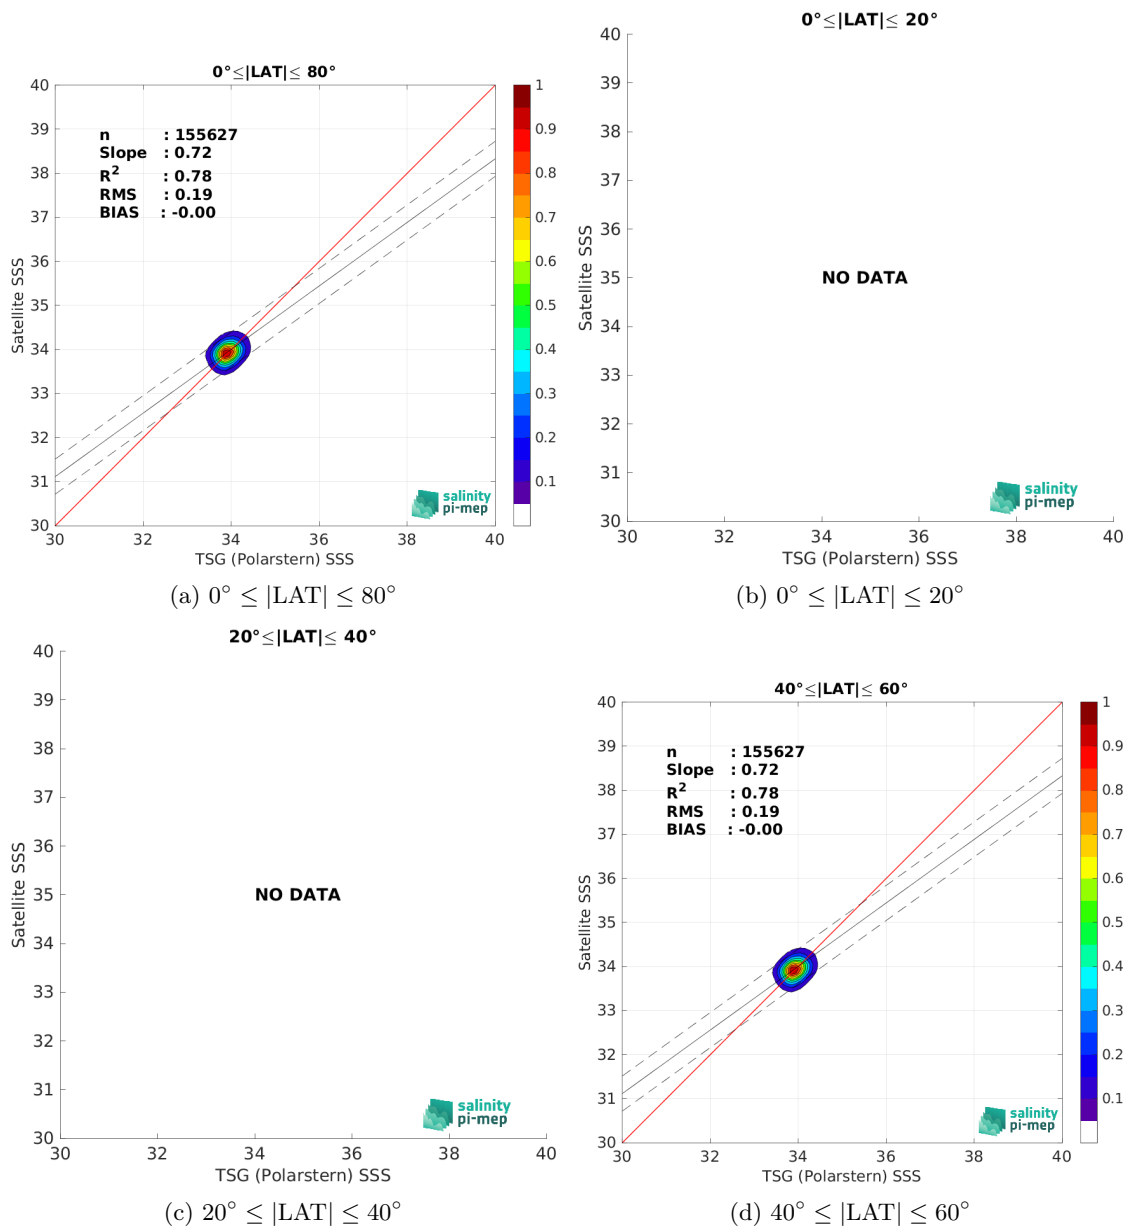 0°≤|LAT|≤ 80°
40
39
38
37
36
35
34
33
32
31
30
Satellite SSS
n : 155627
Slope : 0.72
R² : 0.78
RMS : 0.19
BIAS : -0.00
salinity
pi-mep
30 32 34 36 38 40
TSG (Polarstern) SSS
1
0.9
0.8
0.7
0.6
0.5
0.4
0.3
0.2
0.1
(a) 0° ≤ |LAT| ≤ 80°
0°≤|LAT|≤ 20°
40
39
38
37
36
35
34
33
32
31
30
Satellite SSS
NO DATA
salinity
pi-mep
30 32 34 36 38 40
TSG (Polarstern) SSS
(b) 0° ≤ |LAT| ≤ 20°
20°≤|LAT|≤ 40°
40
39
38
37
36
35
34
33
32
31
30
Satellite SSS
NO DATA
salinity
pi-mep
30 32 34 36 38 40
TSG (Polarstern) SSS
(c) 20° ≤ |LAT| ≤ 40°
40°≤|LAT|≤ 60°
40
39
38
37
36
35
34
33
32
31
30
Satellite SSS
n : 155627
Slope : 0.72
R² : 0.78
RMS : 0.19
BIAS : -0.00
salinity
pi-mep
30 32 34 36 38 40
TSG (Polarstern) SSS
1
0.9
0.8
0.7
0.6
0.5
0.4
0.3
0.2
0.1
(d) 40° ≤ |LAT| ≤ 60°